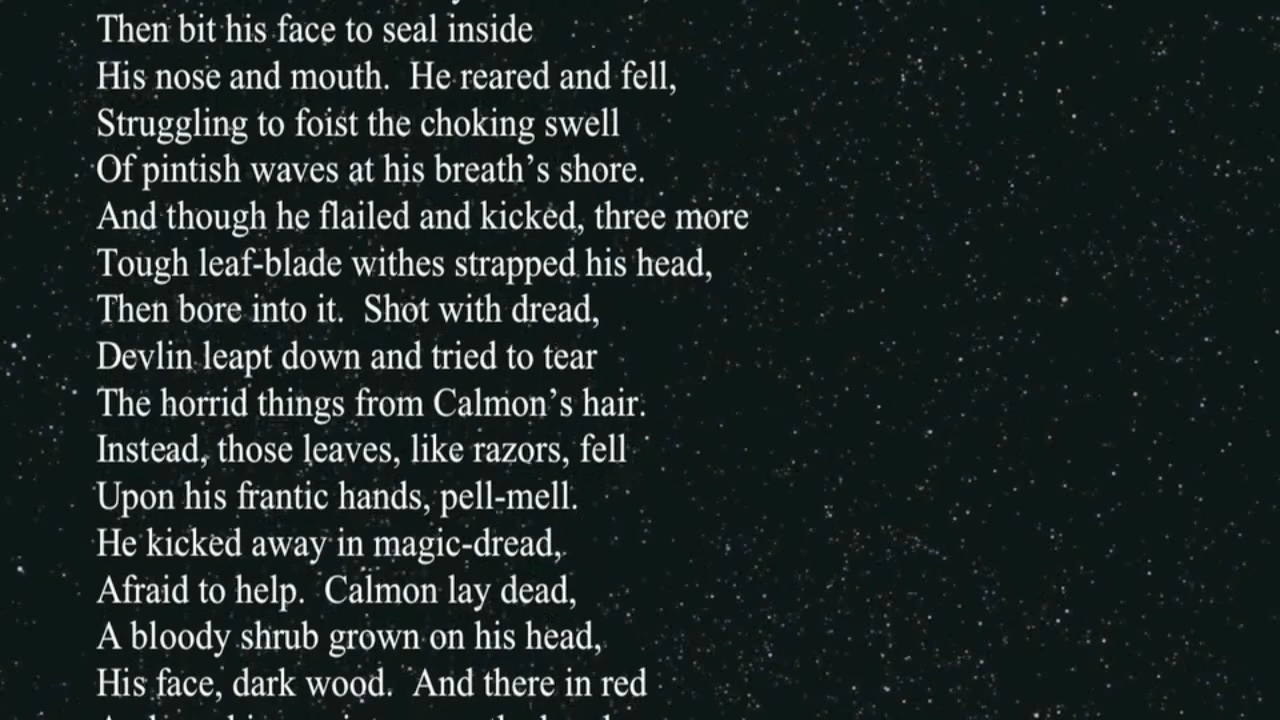 Then bit his face to seal inside
His nose and mouth.  He reared and fell,
Struggling to foist the choking swell
Of pintish waves at his breath’s shore.
And though he flailed and kicked, three more
Tough leaf-blade withes strapped his head,
Then bore into it.  Shot with dread,
Devlin leapt down and tried to tear
The horrid things from Calmon’s hair.
Instead, those leaves, like razors, fell
Upon his frantic hands, pell-mell.
He kicked away in magic-dread,
Afraid to help.  Calmon lay dead,
A bloody shrub grown on his head,
His face, dark wood.  And there in red